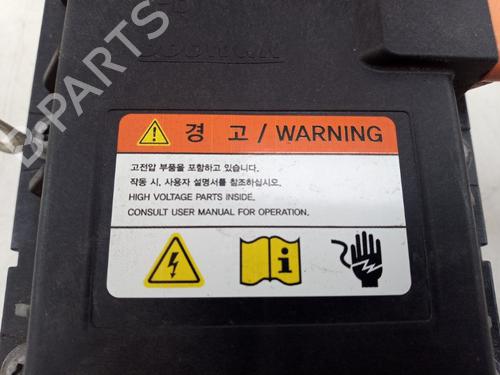 B-PARTS
경 고 / WARNING
고전압 부품을 포함하고 있습니다.
작동 시, 사용자 설명서를 참조하십시오.
HIGH VOLTAGE PARTS INSIDE.
CONSULT USER MANUAL FOR OPERATION.